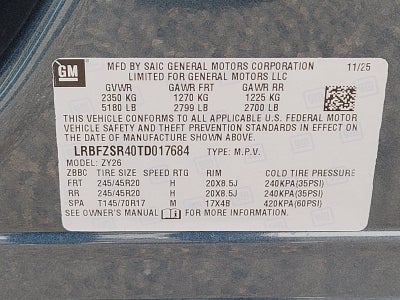 GM
MFD BY SAIC GENERAL MOTORS CORPORATION 11/25
LIMITED FOR GENERAL MOTORS LLC
GVWR GAWR FRT GAWR RR
2350 KG 1270 KG 1225 KG
5180 LB 2799 LB 2700 LB
THIS VEHICLE CONFORMS TO ALL APPLICABLE U.S. FEDERAL MOTOR
VEHICLE SAFETY AND THEFT PREVENTION STANDARDS IN EFFECT ON
THE DATE OF MANUFACTURE SHOWN ABOVE.
LRBFZSR40TD017684 TYPE: M.P.V.
MODEL: ZY26
ZBBC TIRE SIZE SPEED RTG RIM COLD TIRE PRESSURE
FRT 245/45R20 H 20X8.5J 240KPA(35PSI)
RR 245/45R20 H 20X8.5J 240KPA(35PSI)
SPA T145/70R17 M 17X4B 420KPA(60PSI)
SEE OWNER'S MANUAL FOR MORE INFORMATION.